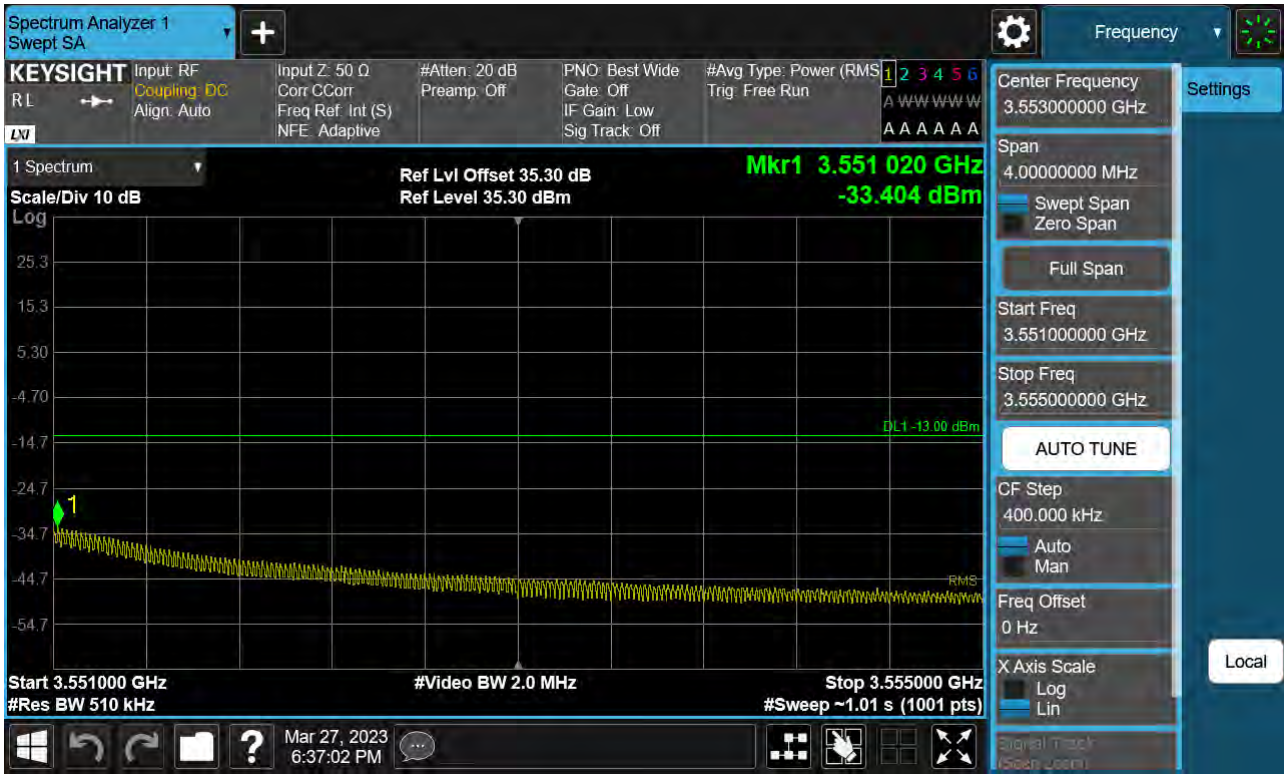 Spectrum Analyzer 1
Swept SA
+
Frequency
KEYSIGHT
RL
LXI
Input: RF
Coupling: DC
Align: Auto
Input Z: 50 Ω
Corr CCorr
Freq Ref: Int (S)
NFE: Adaptive
#Atten: 20 dB
Preamp: Off
PNO: Best Wide
Gate: Off
IF Gain: Low
Sig Track: Off
#Avg Type: Power (RMS
Trig: Free Run
1 2 3 4 5 6
A W W W W W
A A A A A A
1 Spectrum
Scale/Div 10 dB
Log
Ref Lvl Offset 35.30 dB
Ref Level 35.30 dBm
Mkr1 3.551 020 GHz
-33.404 dBm
25.3
15.3
5.30
-4.70
DL1 -13.00 dBm
-14.7
-24.7
1
-34.7
-44.7
RMS
-54.7
Start 3.551000 GHz
#Res BW 510 kHz
#Video BW 2.0 MHz
Stop 3.555000 GHz
#Sweep ~1.01 s (1001 pts)
Center Frequency
3.553000000 GHz
Span
4.00000000 MHz
Swept Span
Zero Span
Full Span
Start Freq
3.551000000 GHz
Stop Freq
3.555000000 GHz
AUTO TUNE
CF Step
400.000 kHz
Auto
Man
Freq Offset
0 Hz
X Axis Scale
Log
Lin
Signal Track
(Span Zoom)
Settings
Local
?
Mar 27, 2023
6:37:02 PM